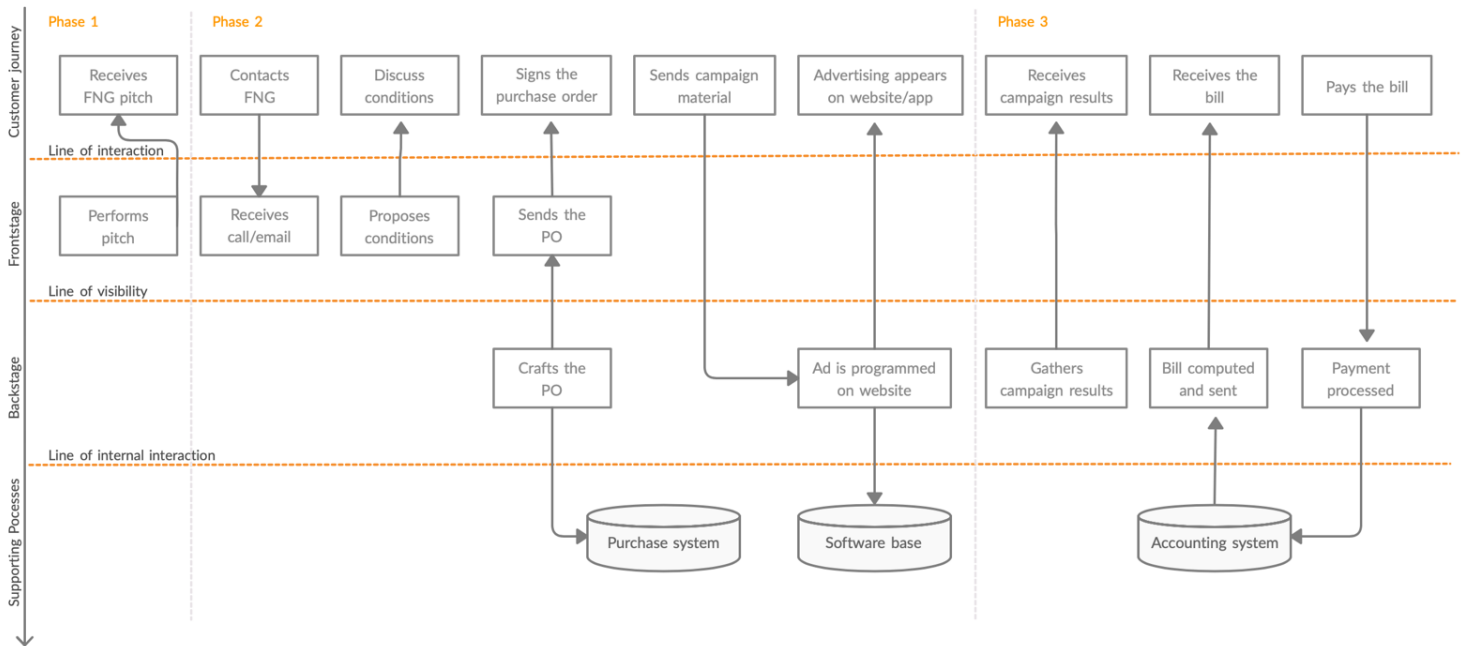 Phase 1
Phase 2
Phase 3
Customer journey
Receives
FNG pitch
Contacts
FNG
Discuss
conditions
Signs the
purchase order
Sends campaign
material
Advertising appears
on website/app
Receives
campaign results
Receives the
bill
Pays the bill
Line of interaction
Frontstage
Performs
pitch
Receives
call/email
Proposes
conditions
Sends the
PO
Line of visibility
Backstage
Crafts the
PO
Ad is programmed
on website
Gathers
campaign results
Bill computed
and sent
Payment
processed
Line of internal interaction
Supporting Pocesses
Purchase system
Software base
Accounting system